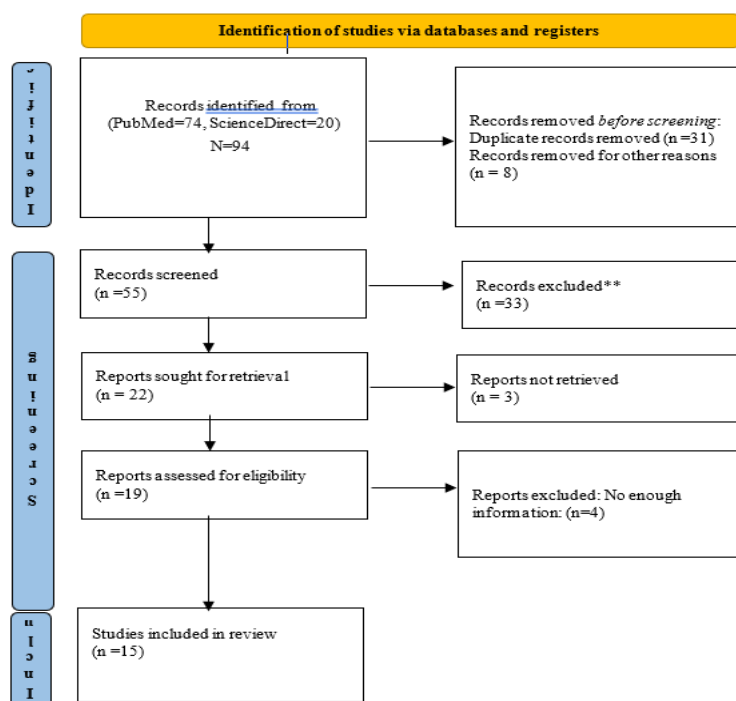 Identification of studies via databases and registers
Identifi
Records identified from
(PubMed=74, ScienceDirect=20)
N=94
Records removed before screening:
Duplicate records removed (n =31)
Records removed for other reasons
(n = 8)
Screening
Records screened
(n =55)
Records excluded**
(n =33)
Reports sought for retrieval
(n = 22)
Reports not retrieved
(n = 3)
Reports assessed for eligibility
(n =19)
Reports excluded: No enough
information: (n=4)
Inclu
Studies included in review
(n =15)